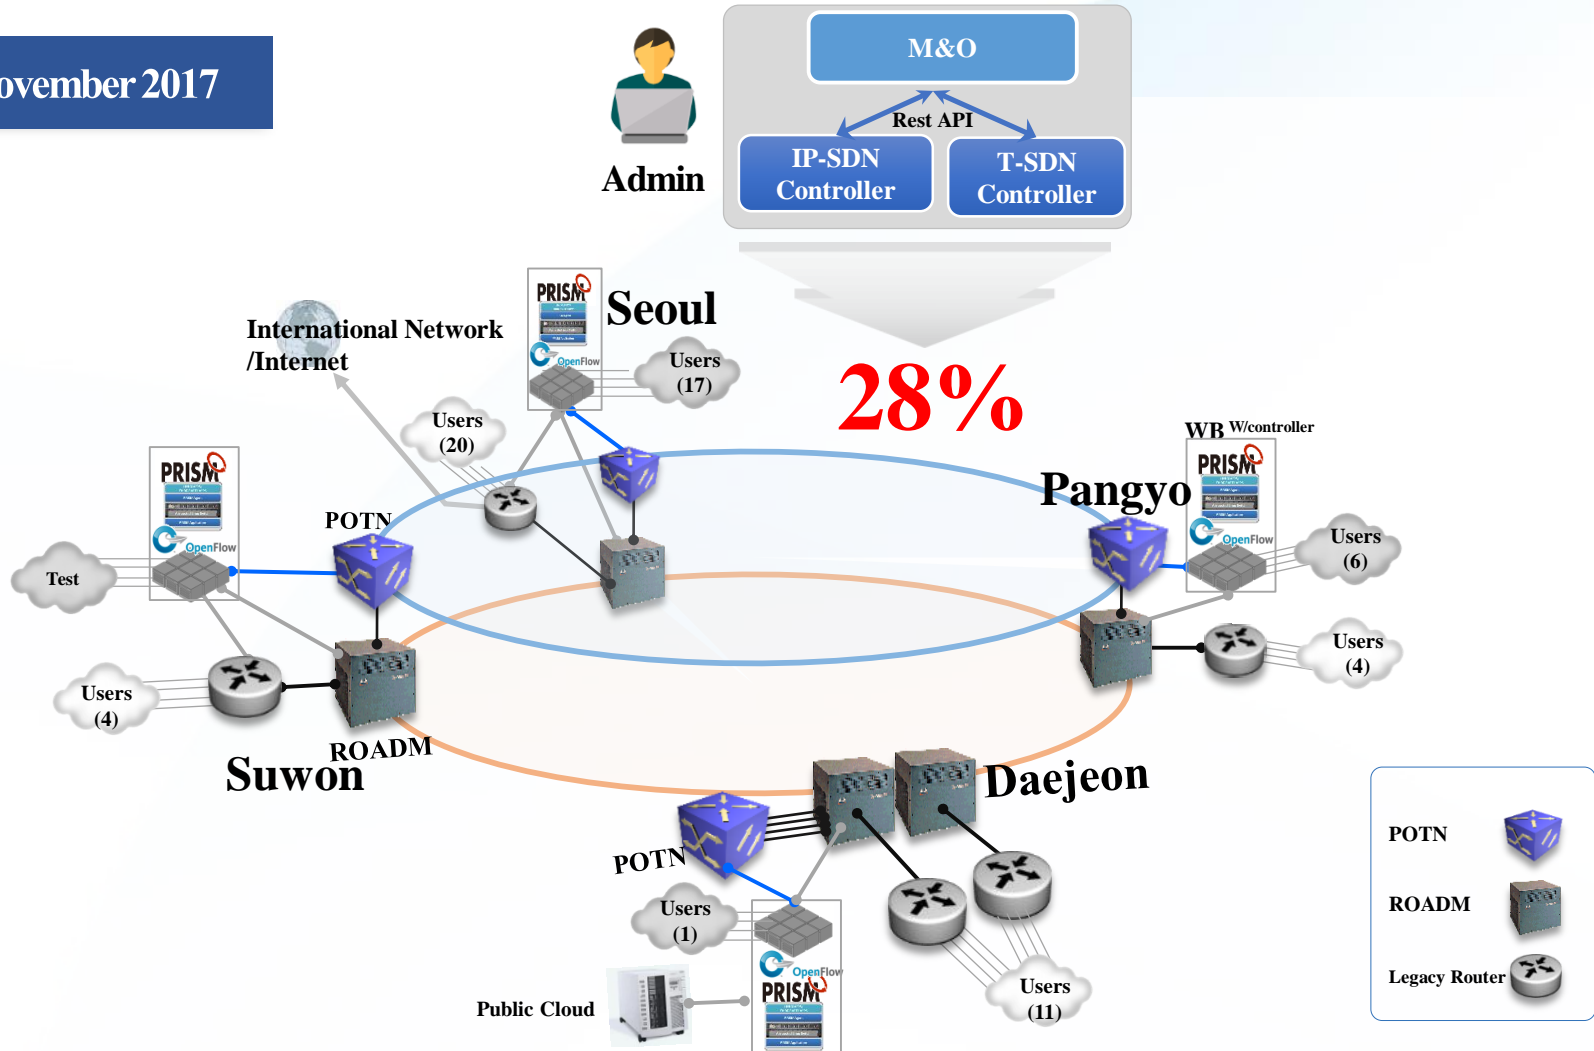 ovember 2017
M&O
Rest API
IP-SDN
Controller
T-SDN
Controller
Admin
PRISM
OpenFlow
Seoul
International Network
/Internet
Users
(17)
28%
Users
(20)
WB W/controller
PRISM
OpenFlow
Pangyo
PRISM
OpenFlow
POTN
Test
Users
(6)
Users
(4)
Users
(4)
ROADM
Suwon
Daejeon
POTN
Users
(1)
OpenFlow
PRISM
Public Cloud
Users
(11)
POTN
ROADM
Legacy Router